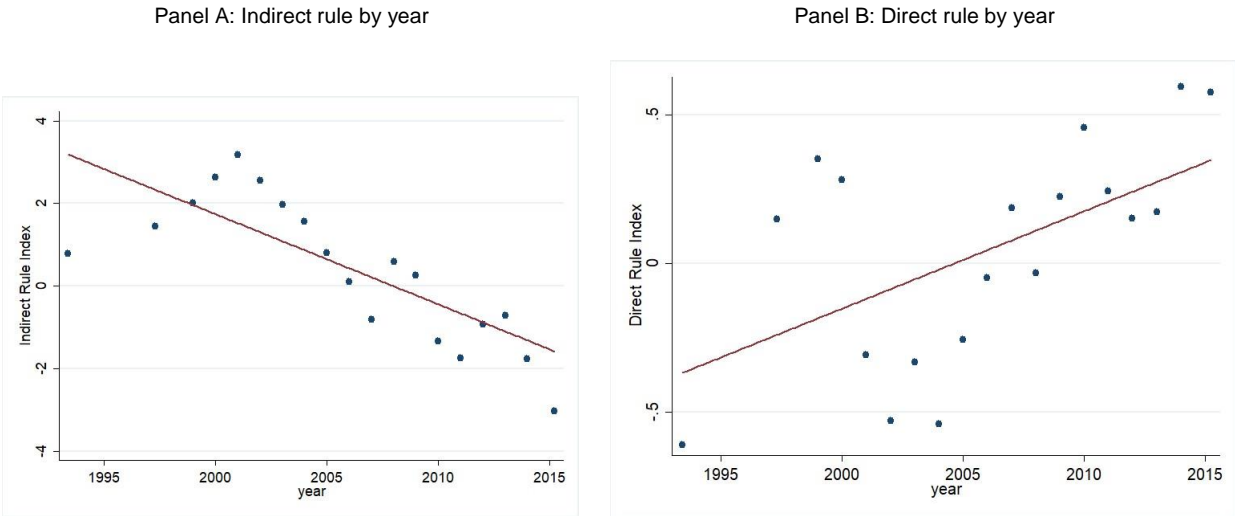 Panel A: Indirect rule by year
Panel B: Direct rule by year
Indirect Rule Index
4
2
0
-2
-4
1995 2000 2005 2010 2015
year
Direct Rule Index
.5
0
-.5
1995 2000 2005 2010 2015
year